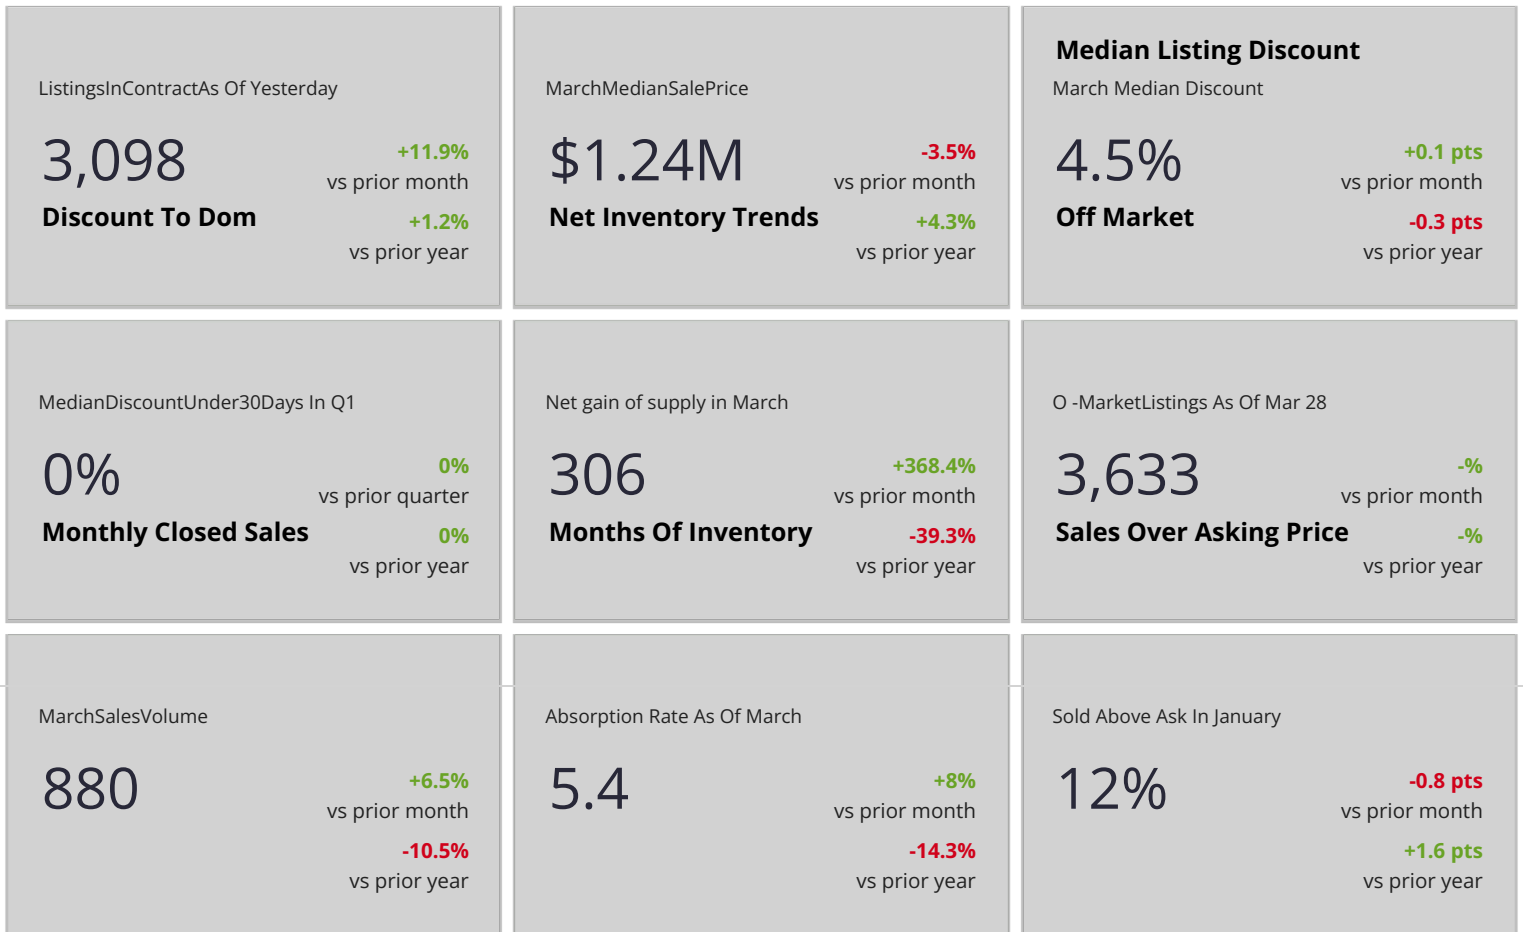 ListingsInContractAs Of Yesterday
3,098
+11.9%
vs prior month
Discount To Dom
+1.2%
vs prior year
MarchMedianSalePrice
$1.24M
-3.5%
vs prior month
Net Inventory Trends
+4.3%
vs prior year
Median Listing Discount
March Median Discount
4.5%
+0.1 pts
vs prior month
Off Market
-0.3 pts
vs prior year
MedianDiscountUnder30Days In Q1
0%
0%
vs prior quarter
Monthly Closed Sales
0%
vs prior year
Net gain of supply in March
306
+368.4%
vs prior month
Months Of Inventory
-39.3%
vs prior year
O -MarketListings As Of Mar 28
3,633
-%
vs prior month
Sales Over Asking Price
-%
vs prior year
MarchSalesVolume
880
+6.5%
vs prior month
-10.5%
vs prior year
Absorption Rate As Of March
5.4
+8%
vs prior month
-14.3%
vs prior year
Sold Above Ask In January
12%
-0.8 pts
vs prior month
+1.6 pts
vs prior year